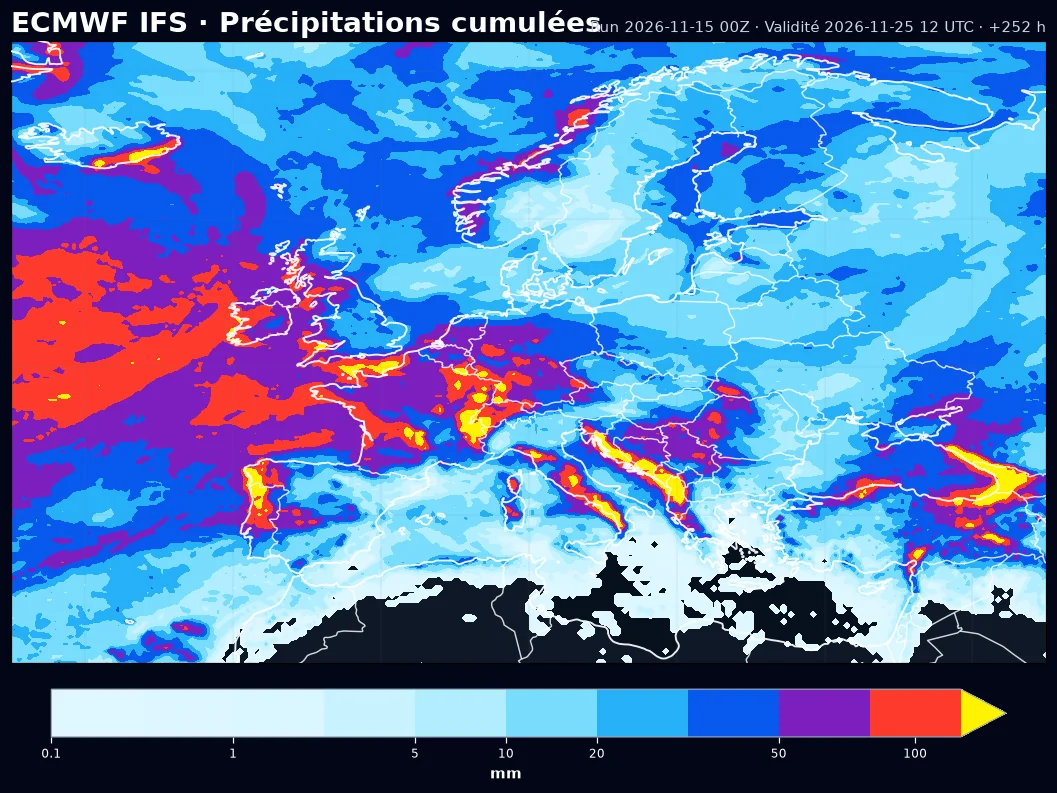 ECMWF IFS · Précipitations cumulées
Run 2026-11-15 00Z · Validité 2026-11-25 12 UTC · +252 h
0.1 1 5 10 20 50 100
mm